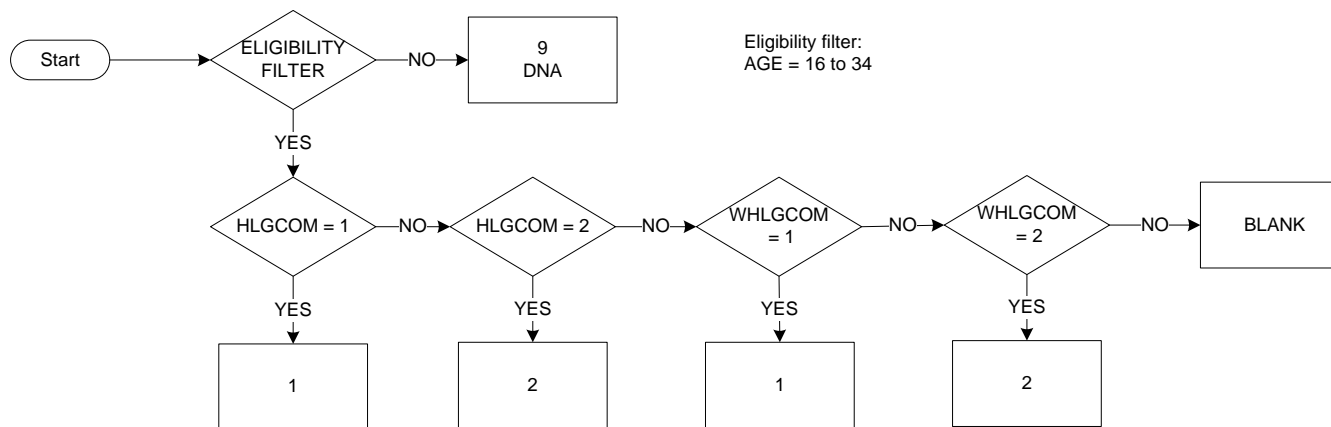 Start
ELIGIBILITY
FILTER
NO
9
DNA
Eligibility filter:
AGE = 16 to 34
YES
HLGCOM = 1
NO
HLGCOM = 2
NO
WHLGCOM
= 1
NO
WHLGCOM
= 2
NO
BLANK
YES
YES
YES
YES
1
2
1
2